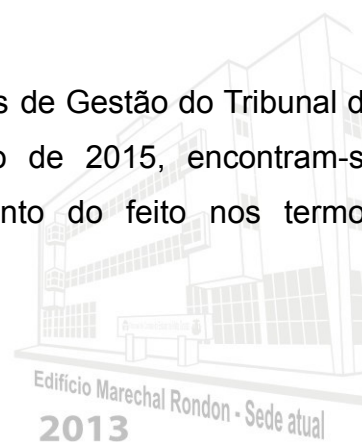 s de Gestão do Tribunal d
o de 2015, encontram-s
nto do feito nos termo
Edifício Marechal Rondon - Sede atual
2013